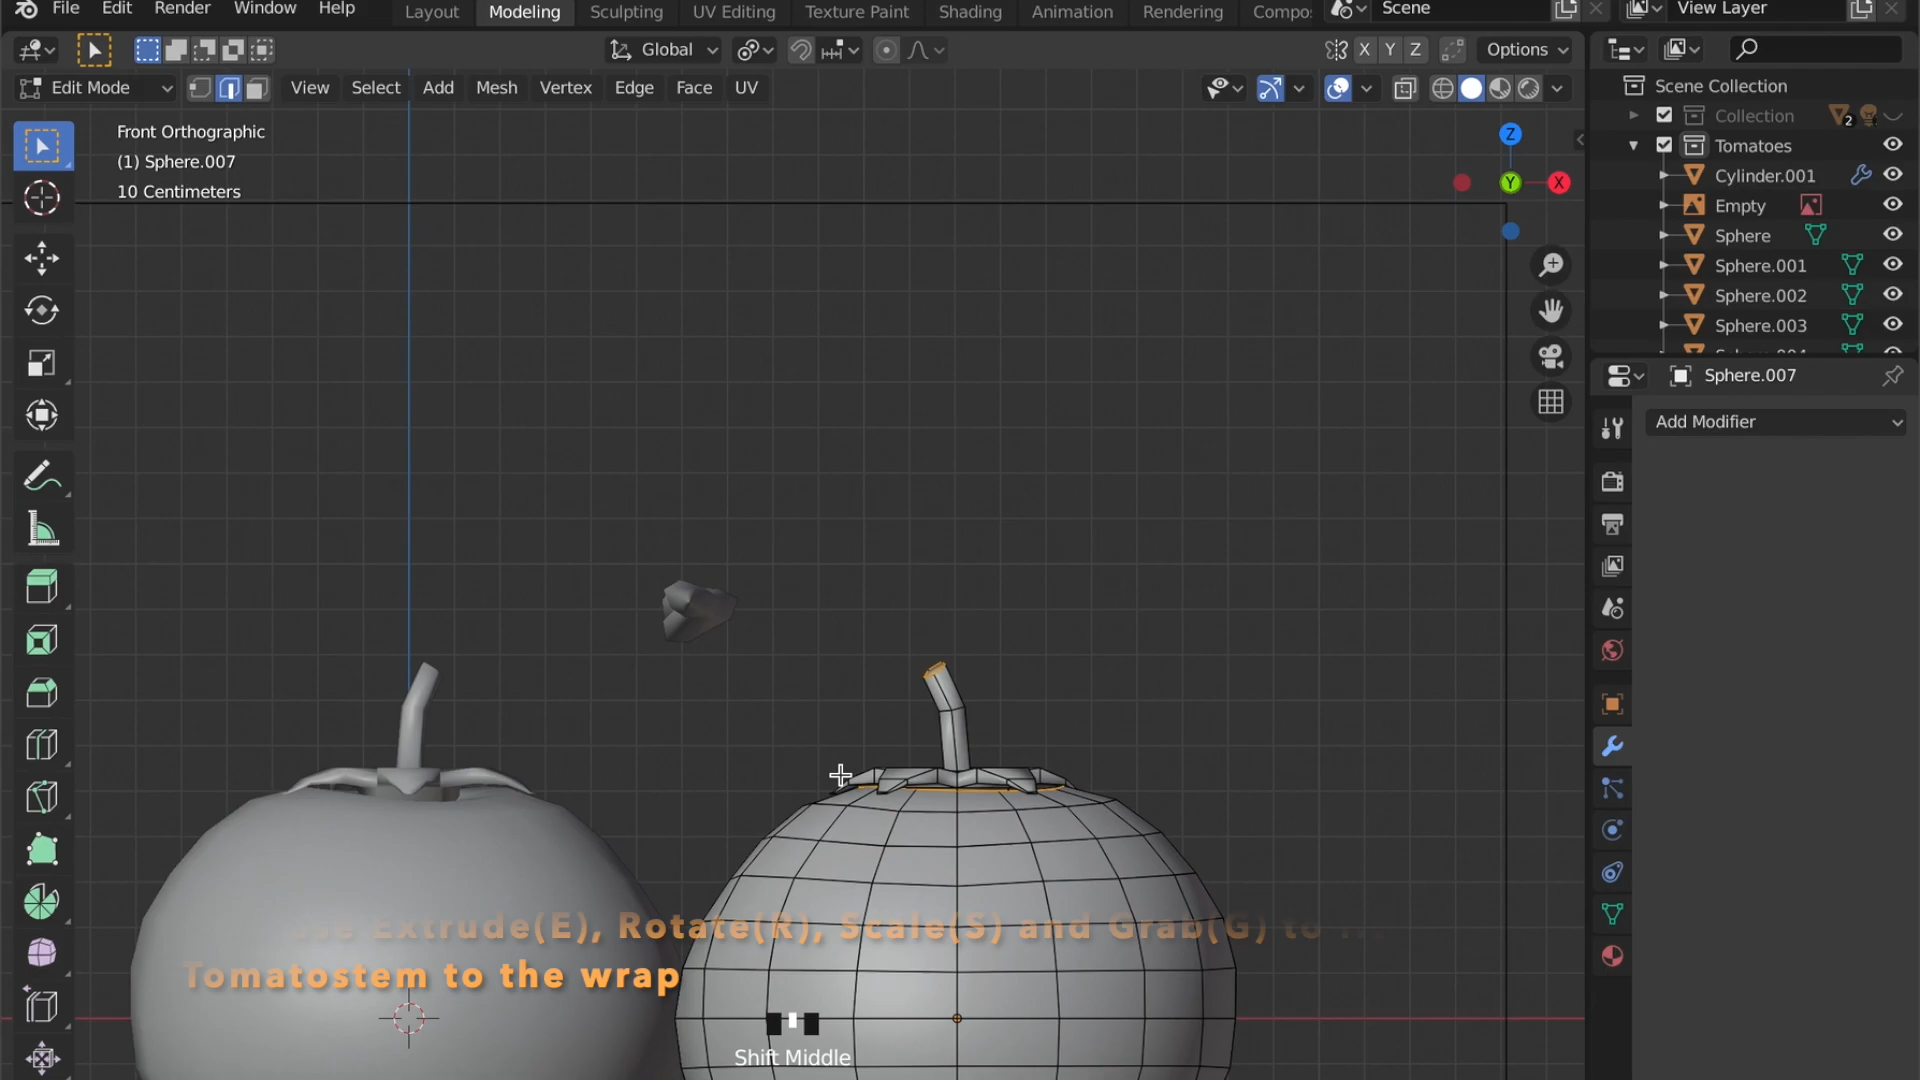 File Edit Render Window Help Layout Modeling Sculpting UV Editing Texture Paint Shading Animation Rendering Compo Scene View Layer
Global X Y Z Options
Edit Mode View Select Add Mesh Vertex Edge Face UV
Scene Collection
Collection 2
Tomatoes
Cylinder.001
Empty
Sphere
Sphere.001
Sphere.002
Sphere.003
Sphere.007
Add Modifier
Front Orthographic
(1) Sphere.007
10 Centimeters
Z
Y
X
Extrude(E), Rotate(R), Scale(S) and Grab(G) to
Tomatostem to the wrap
Shift Middle